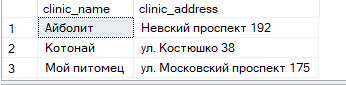 clinic_name clinic_address
1 Айболит Невский проспект 192
2 Котонай ул. Костюшко 38
3 Мой питомец ул. Московский проспект 175